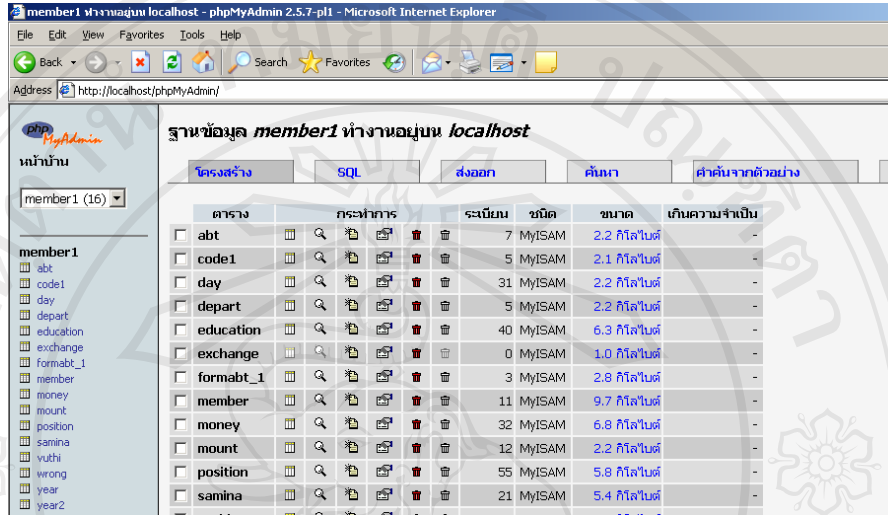 member1 ทำงานอยู่บน localhost - phpMyAdmin 2.5.7-pl1 - Microsoft Internet Explorer
File Edit View Favorites Tools Help
Back Search Favorites
Address http://localhost/phpMyAdmin/
php MyAdmin
หน้าบ้าน
member1 (16)
member1
abt
code1
day
depart
education
exchange
formabt_1
member
money
mount
position
samina
vuthi
wrong
year
year2
ฐานข้อมูล member1 ทำงานอยู่บน localhost
โครงสร้าง SQL ส่งออก ค้นหา คำค้นจากตัวอย่าง
ตาราง กระทำการ ระเบียน ชนิด ขนาด เกินความจำเป็น
abt 7 MyISAM 2.2 กิโลไบต์ -
code1 5 MyISAM 2.1 กิโลไบต์ -
day 31 MyISAM 2.2 กิโลไบต์ -
depart 5 MyISAM 2.2 กิโลไบต์ -
education 40 MyISAM 6.3 กิโลไบต์ -
exchange 0 MyISAM 1.0 กิโลไบต์ -
formabt_1 3 MyISAM 2.8 กิโลไบต์ -
member 11 MyISAM 9.7 กิโลไบต์ -
money 32 MyISAM 6.8 กิโลไบต์ -
mount 12 MyISAM 2.2 กิโลไบต์ -
position 55 MyISAM 5.8 กิโลไบต์ -
samina 21 MyISAM 5.4 กิโลไบต์ -